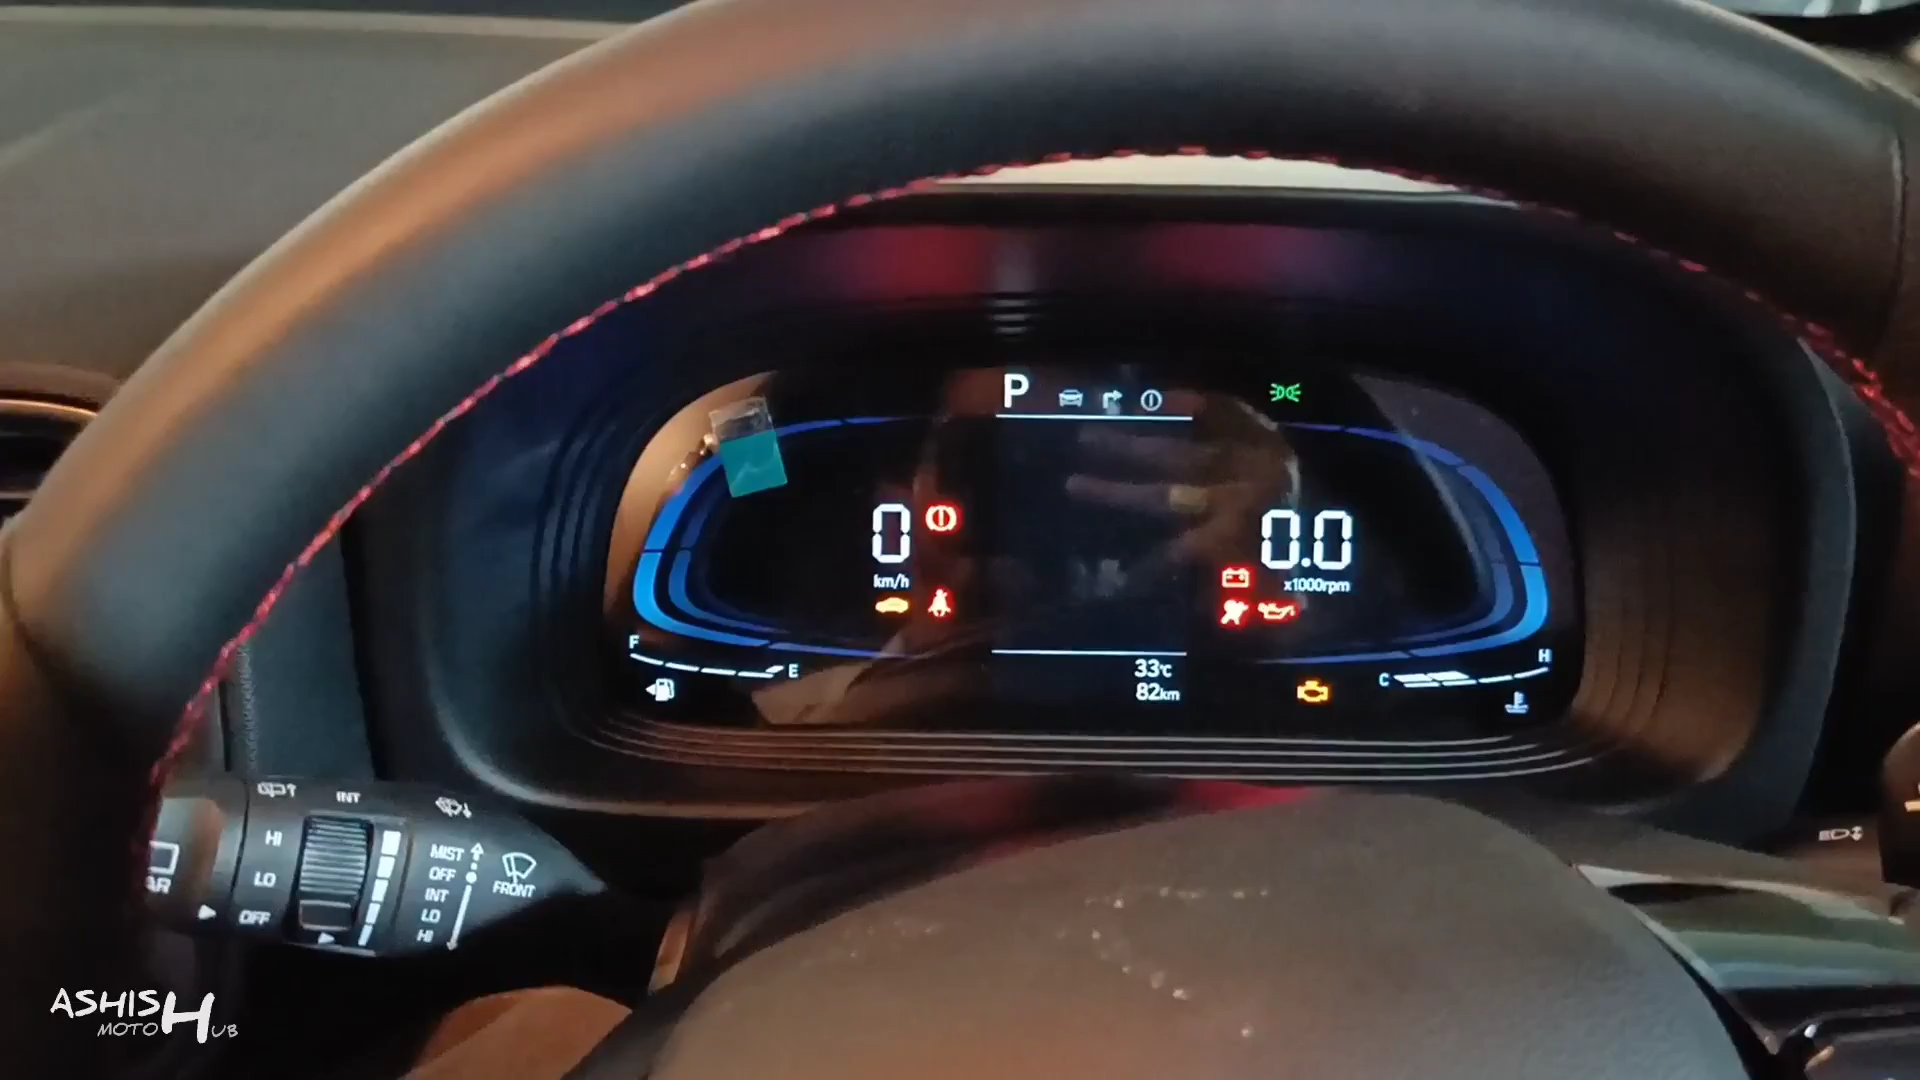 P
0
km/h
0.0
x1000rpm
F
E
33℃
82km
C
H
INT
HI
LO
OFF
MIST
OFF
INT
LO
HI
FRONT
ASHISH
MOTO HUB